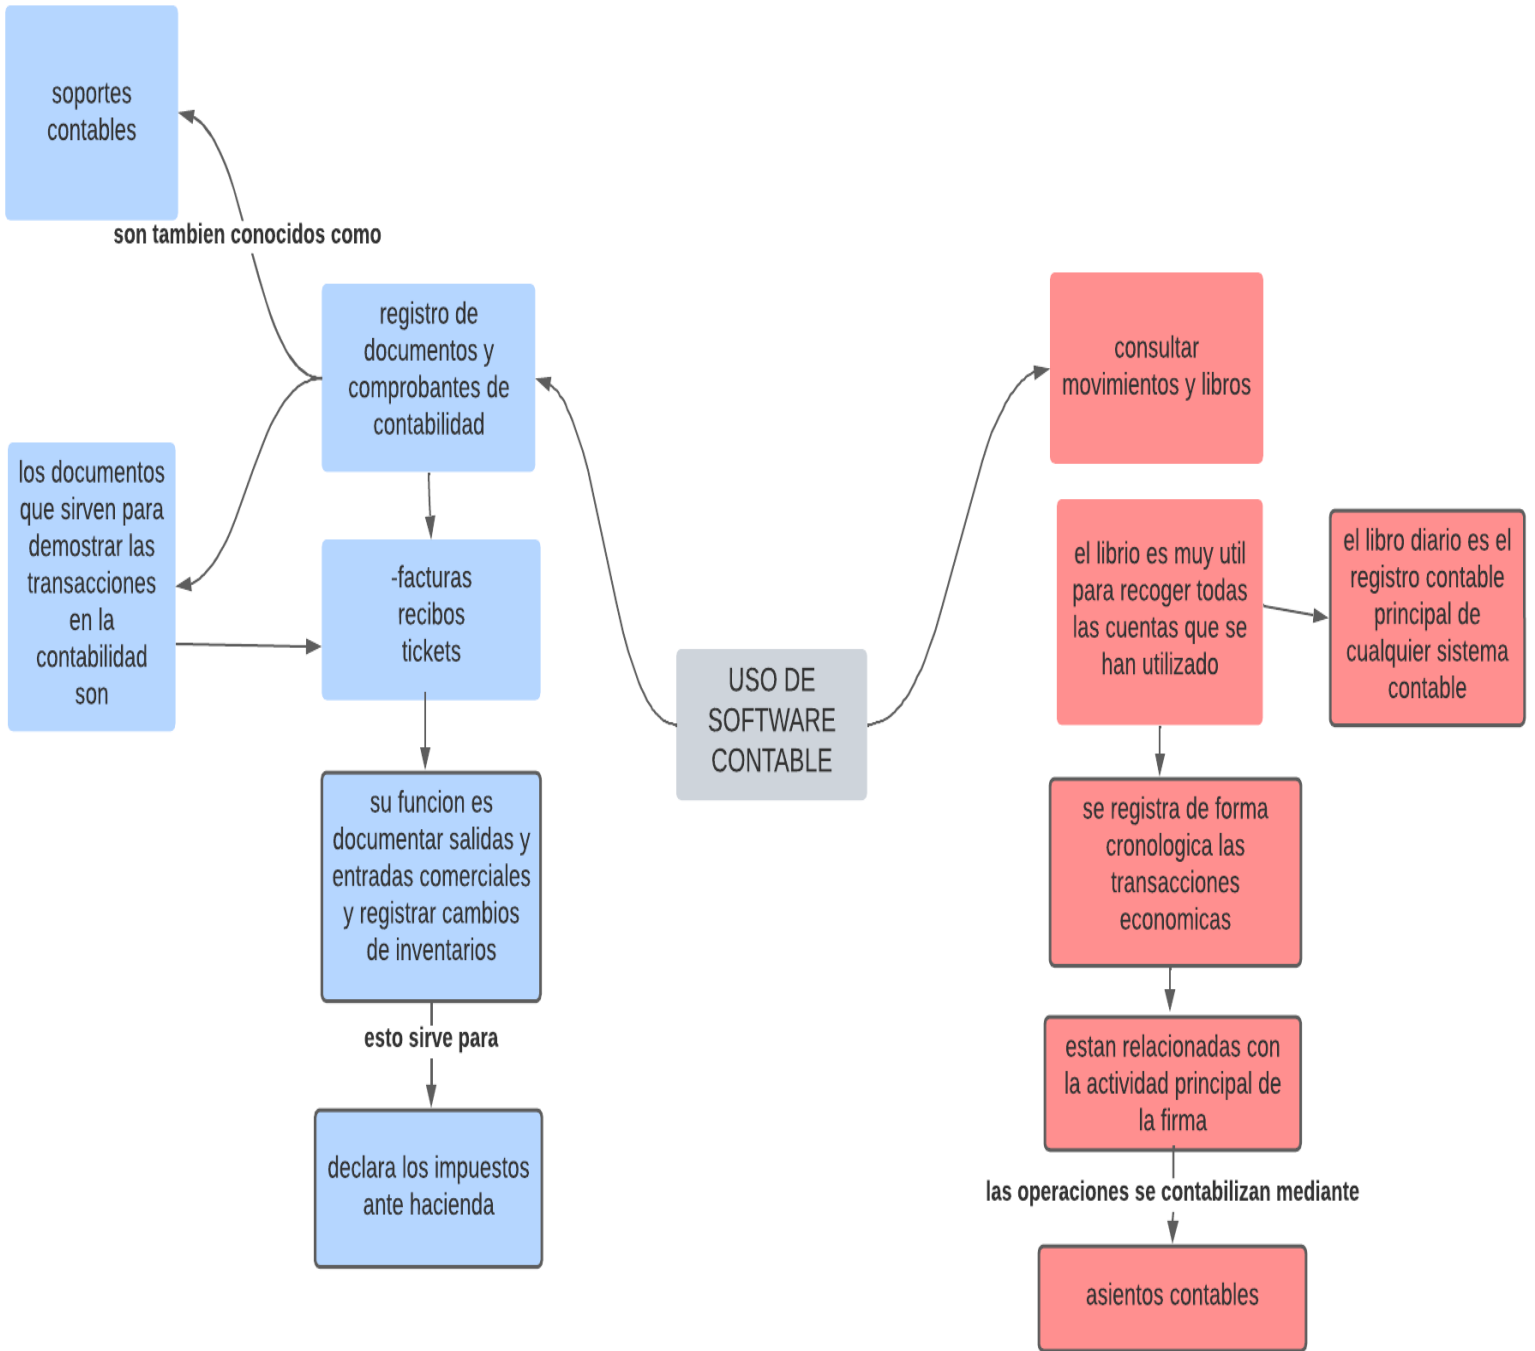 soportes
contables
son tambien conocidos como
registro de
documentos y
comprobantes de
contabilidad
los documentos
que sirven para
demostrar las
transacciones
en la
contabilidad
son
-facturas
recibos
tickets
su funcion es
documentar salidas y
entradas comerciales
y registrar cambios
de inventarios
esto sirve para
declara los impuestos
ante hacienda
USO DE
SOFTWARE
CONTABLE
consultar
movimientos y libros
el librio es muy util
para recoger todas
las cuentas que se
han utilizado
el libro diario es el
registro contable
principal de
cualquier sistema
contable
se registra de forma
cronologica las
transacciones
economicas
estan relacionadas con
la actividad principal de
la firma
las operaciones se contabilizan mediante
asientos contables